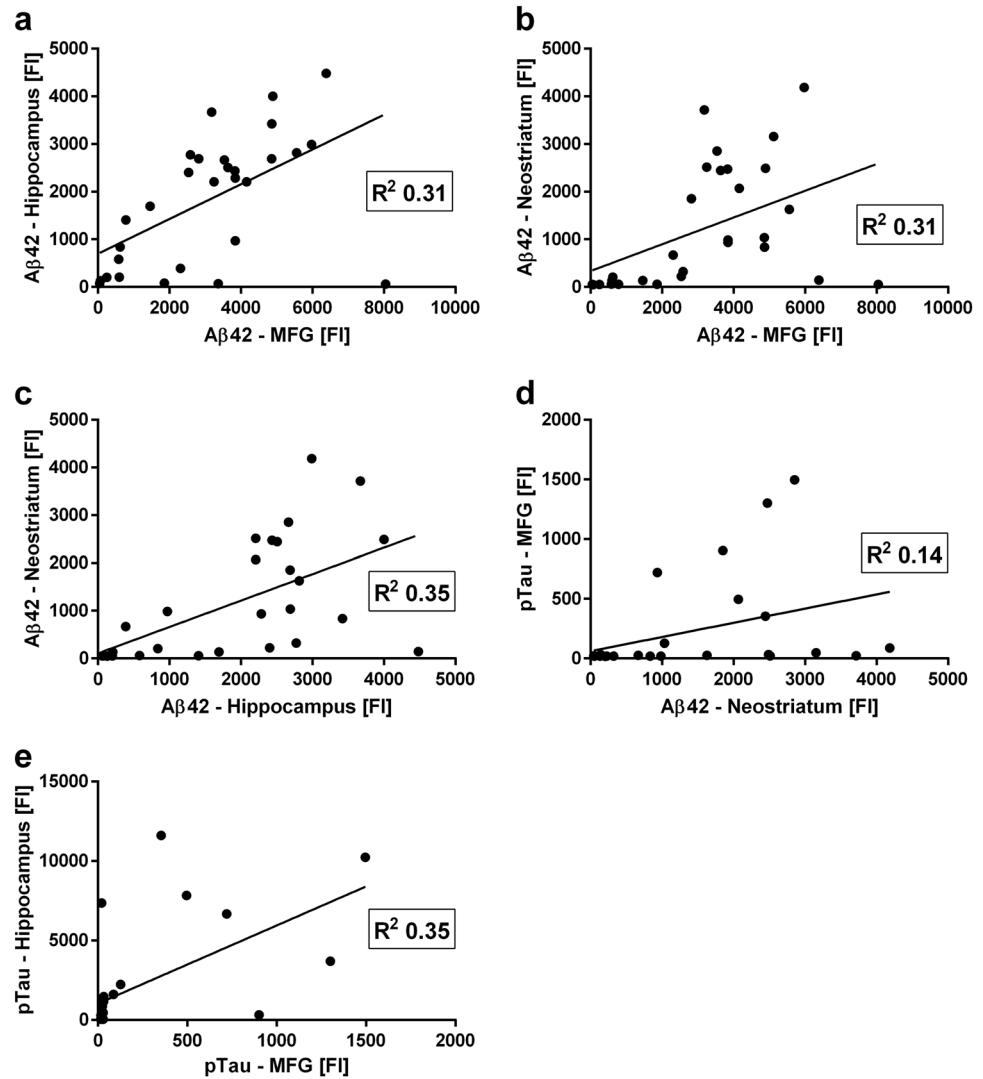 a
5000
4000
3000
2000
1000
0
Aβ42 - Hippocampus [FI]
R² 0.31
0 2000 4000 6000 8000 10000
Aβ42 - MFG [FI]
b
5000
4000
3000
2000
1000
0
Aβ42 - Neostriatum [FI]
R² 0.31
0 2000 4000 6000 8000 10000
Aβ42 - MFG [FI]
c
5000
4000
3000
2000
1000
0
Aβ42 - Neostriatum [FI]
R² 0.35
0 1000 2000 3000 4000 5000
Aβ42 - Hippocampus [FI]
d
2000
1500
1000
500
0
pTau - MFG [FI]
R² 0.14
0 1000 2000 3000 4000 5000
Aβ42 - Neostriatum [FI]
e
15000
10000
5000
0
pTau - Hippocampus [FI]
R² 0.35
0 500 1000 1500 2000
pTau - MFG [FI]